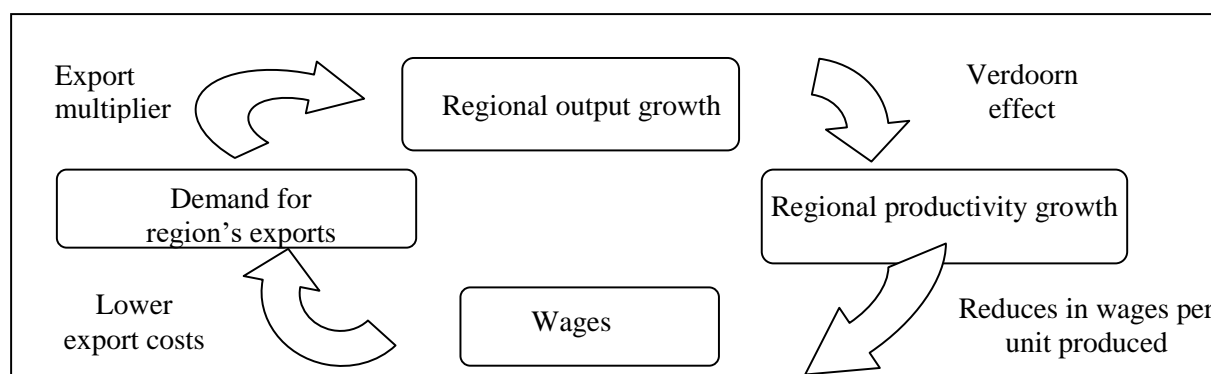 Export
multiplier
Regional output growth
Verdoorn
effect
Demand for
region's exports
Regional productivity growth
Lower
export costs
Wages
Reduces in wages per
unit produced